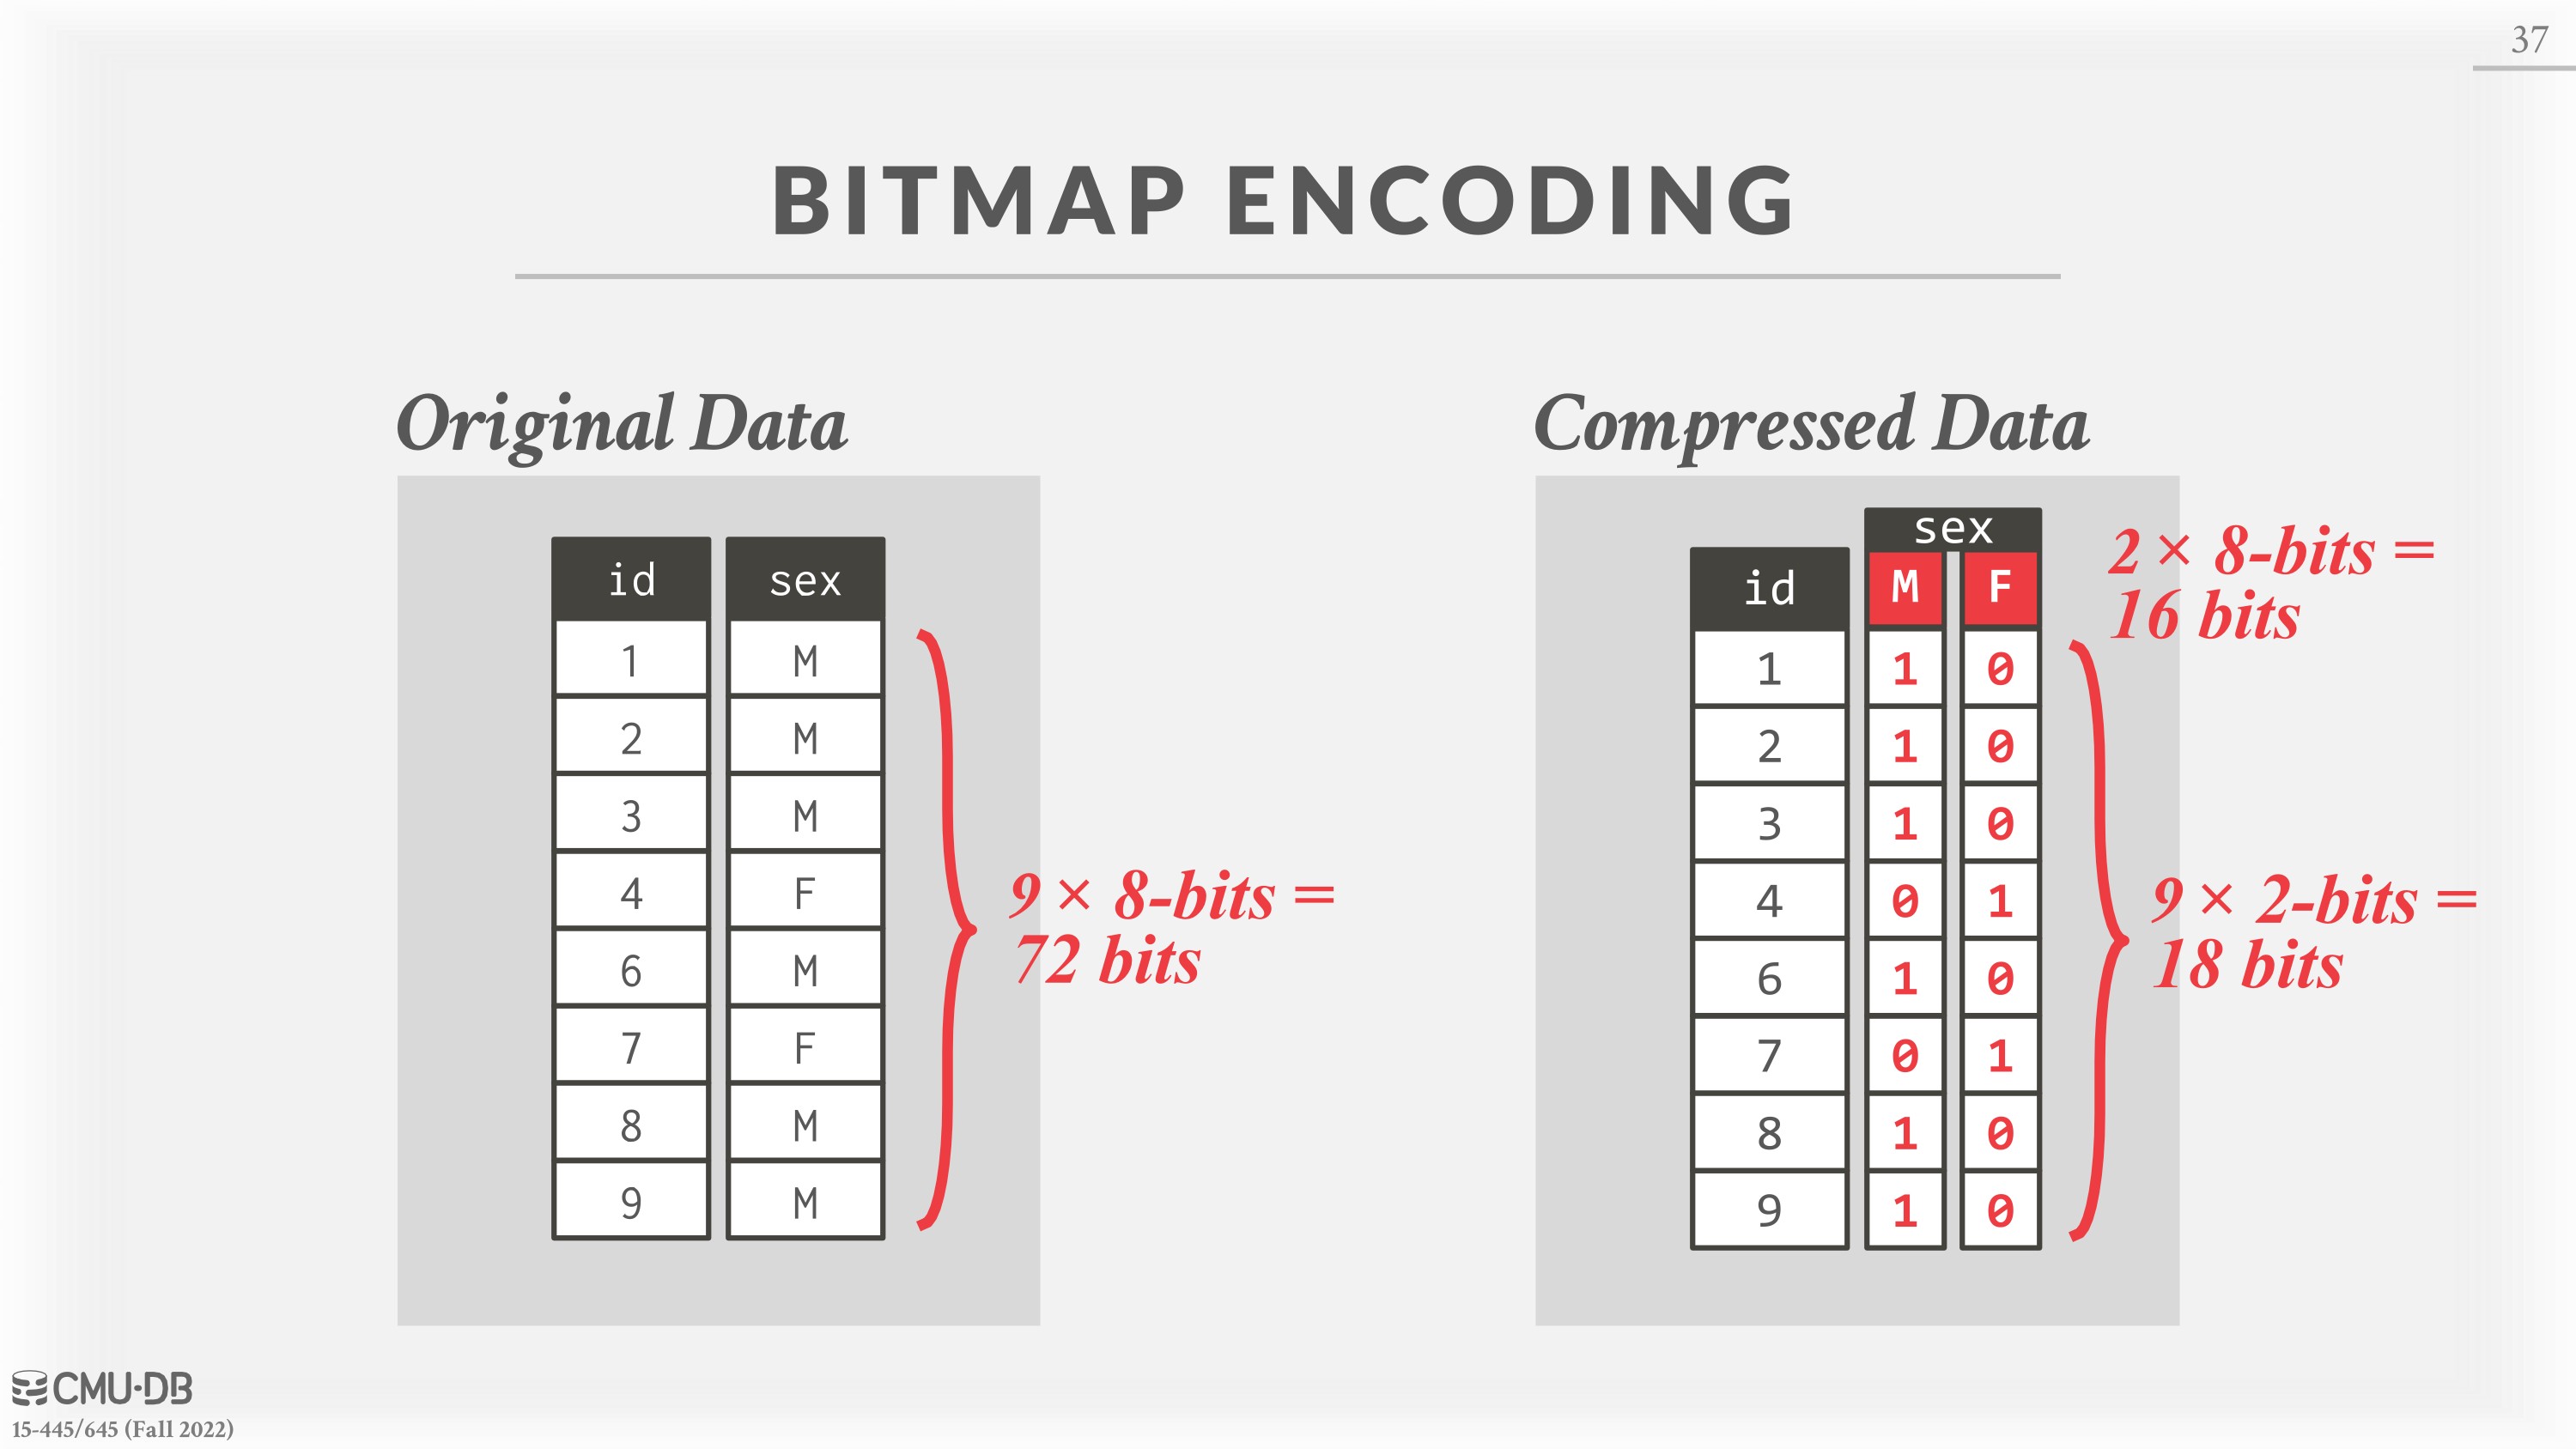 37
BITMAP ENCODING
Original Data
id sex
1 M
2 M
3 M
4 F
6 M
7 F
8 M
9 M
9 × 8-bits =
72 bits
Compressed Data
sex
id M F
1 1 0
2 1 0
3 1 0
4 0 1
6 1 0
7 0 1
8 1 0
9 1 0
2 × 8-bits =
16 bits
9 × 2-bits =
18 bits
CMU·DB
15-445/645 (Fall 2022)